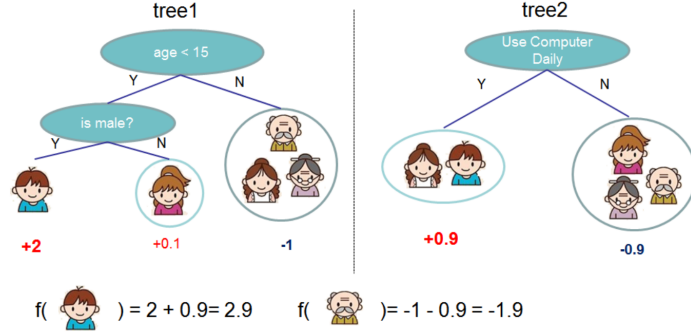 tree1
tree2
age < 15
Use Computer
Daily
Y
N
Y
N
is male?
Y
N
+2
+0.1
-1
+0.9
-0.9
f( ) = 2 + 0.9= 2.9
f( )= -1 - 0.9 = -1.9